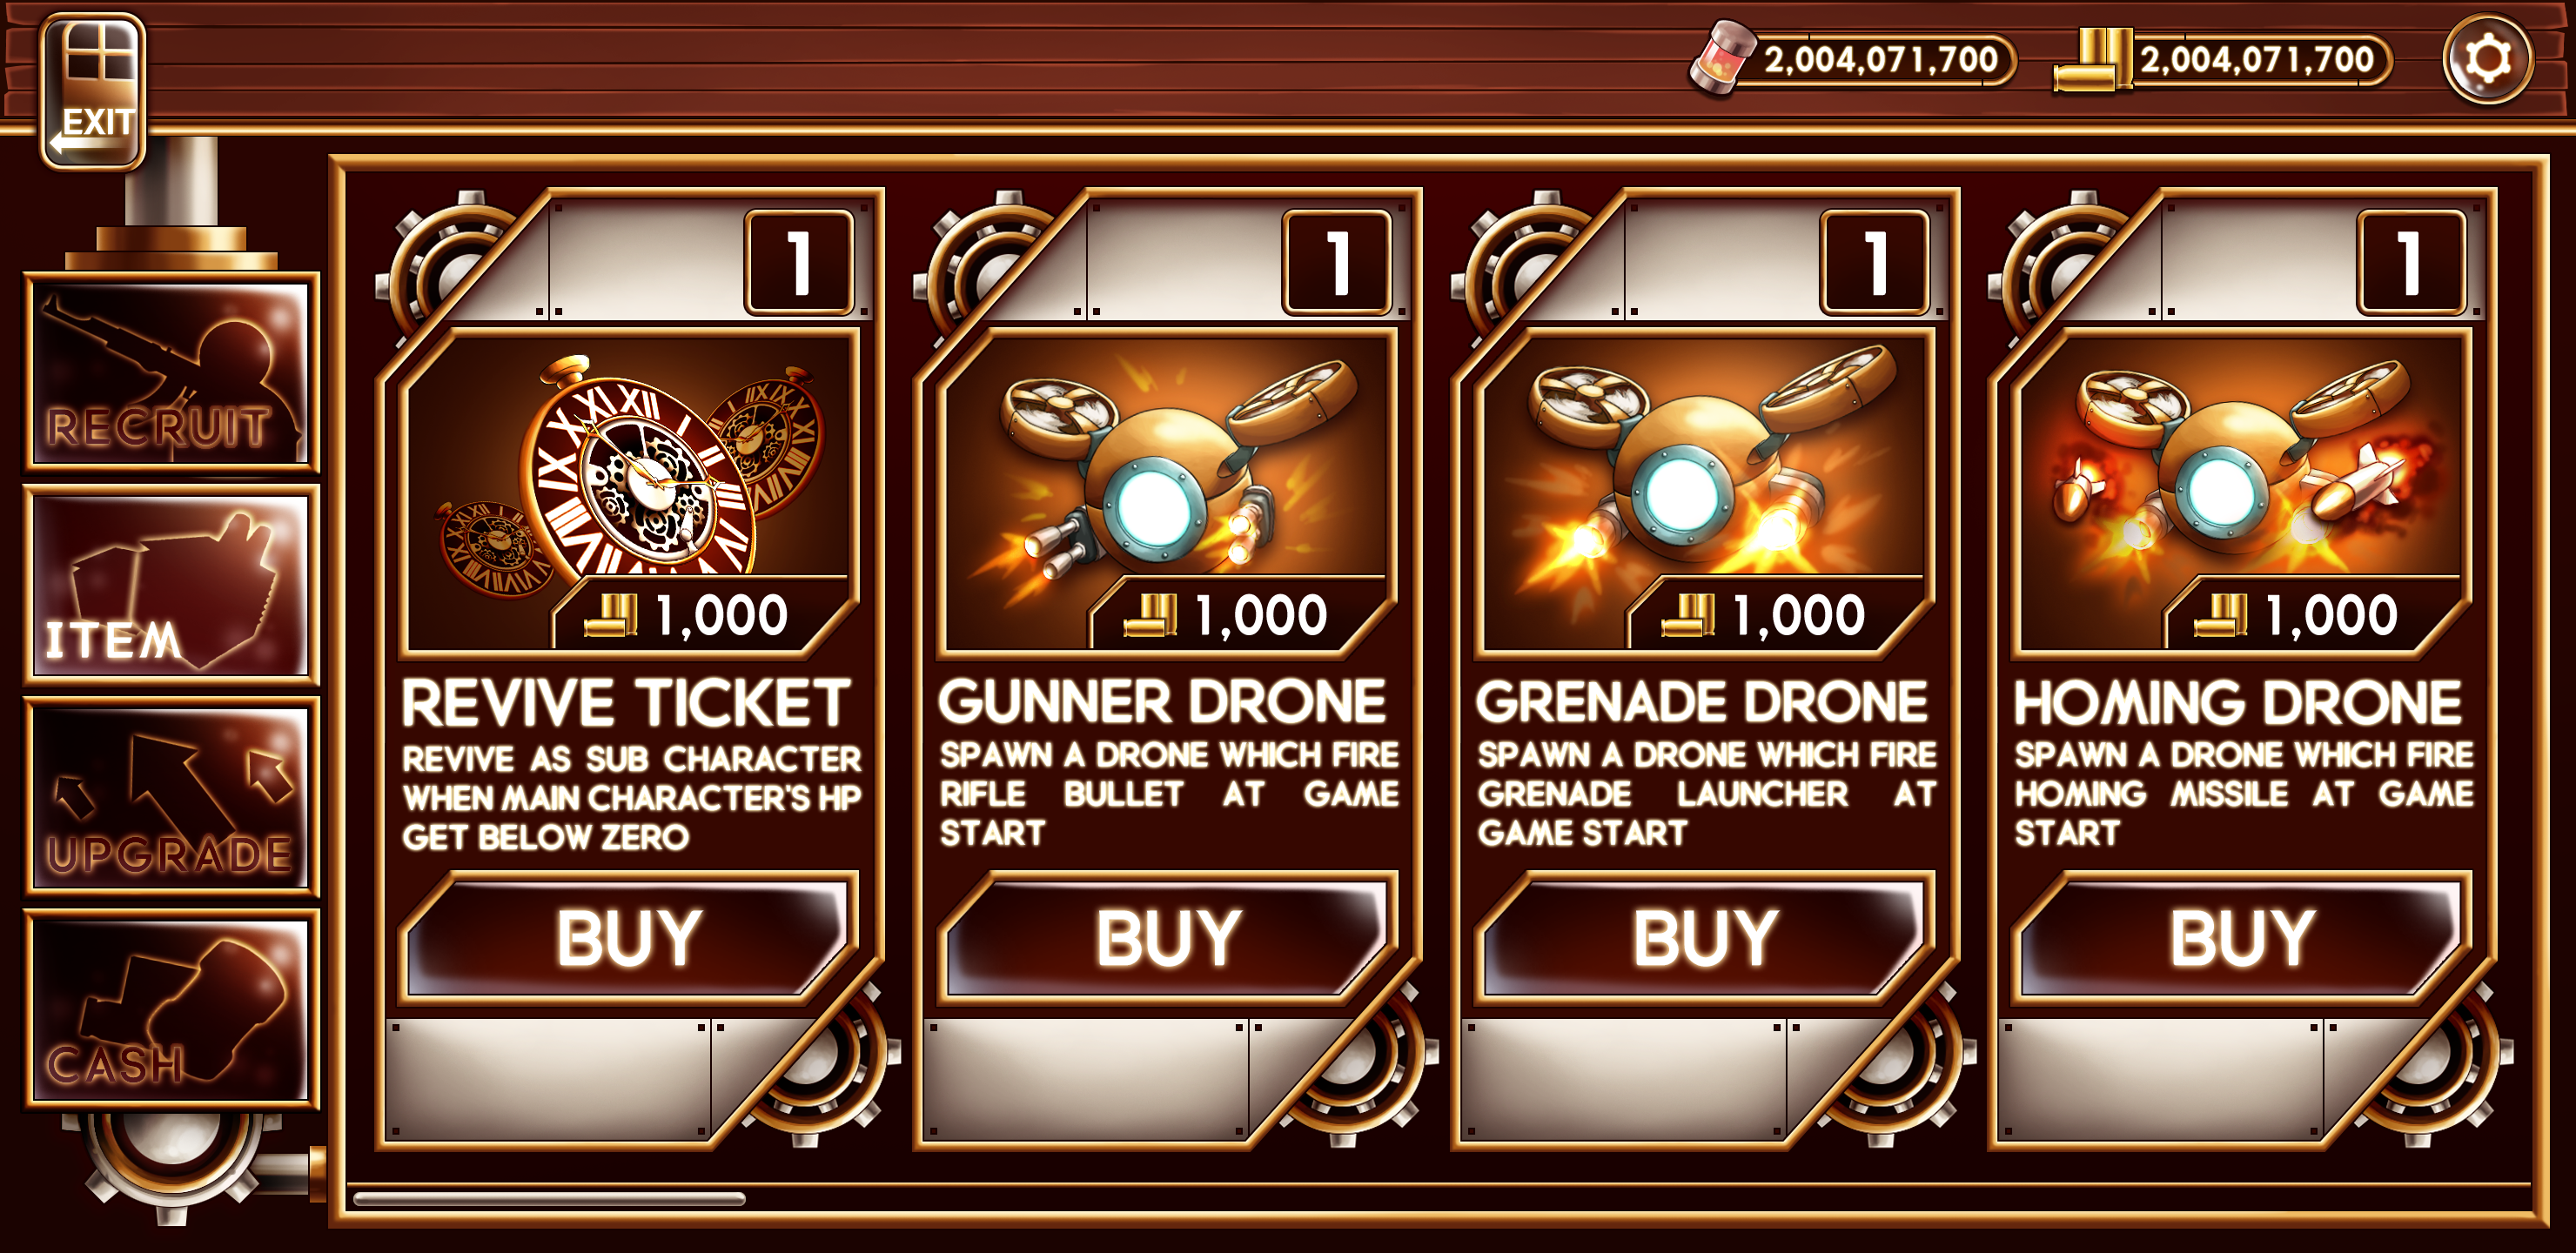 EXIT
2,004,071,700
2,004,071,700
RECRUIT
ITEM
UPGRADE
CASH
1
1,000
REVIVE TICKET
REVIVE AS SUB CHARACTER
WHEN MAIN CHARACTER'S HP
GET BELOW ZERO
BUY
1
1,000
GUNNER DRONE
SPAWN A DRONE WHICH FIRE
RIFLE BULLET AT GAME
START
BUY
1
1,000
GRENADE DRONE
SPAWN A DRONE WHICH FIRE
GRENADE LAUNCHER AT
GAME START
BUY
1
1,000
HOMING DRONE
SPAWN A DRONE WHICH FIRE
HOMING MISSILE AT GAME
START
BUY